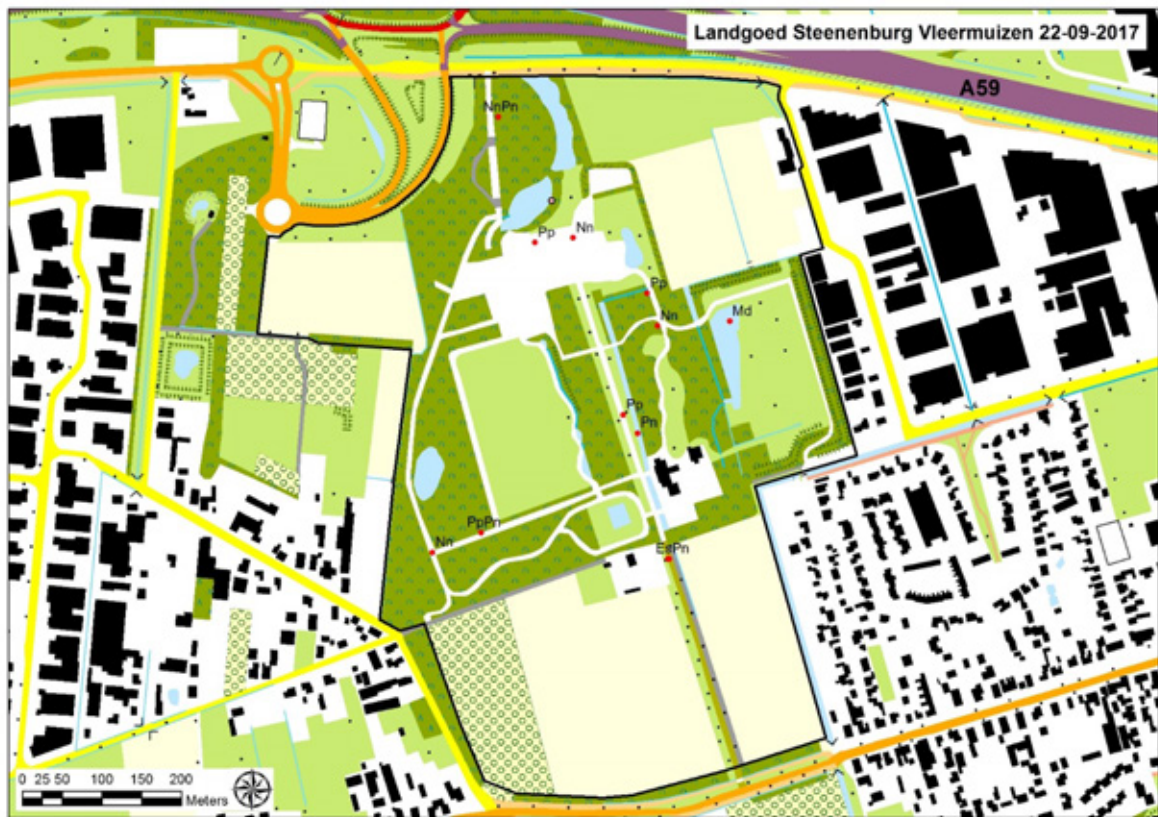 Landgoed Steenenburg Vleermuizen 22-09-2017
A59
NnPn
Pp
Nn
Pp
Nn
Md
Pp
Pn
PpPn
Nn
EsPn
0 25 50 100 150 200
Meters